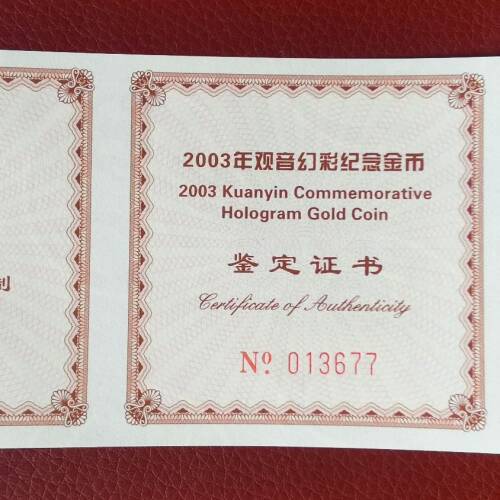 制
2003年观音幻彩纪念金币
2003 Kuanyin Commemorative
Hologram Gold Coin
鉴定证书
Certificate of Authenticity
Nº 013677